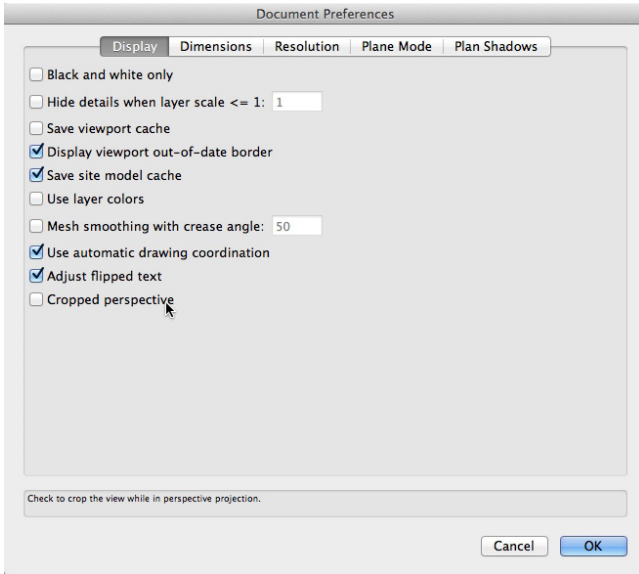 Document Preferences
Display Dimensions Resolution Plane Mode Plan Shadows
Black and white only
Hide details when layer scale <= 1: 1
Save viewport cache
Display viewport out-of-date border
Save site model cache
Use layer colors
Mesh smoothing with crease angle: 50
Use automatic drawing coordination
Adjust flipped text
Cropped perspective
Check to crop the view while in perspective projection.
Cancel OK